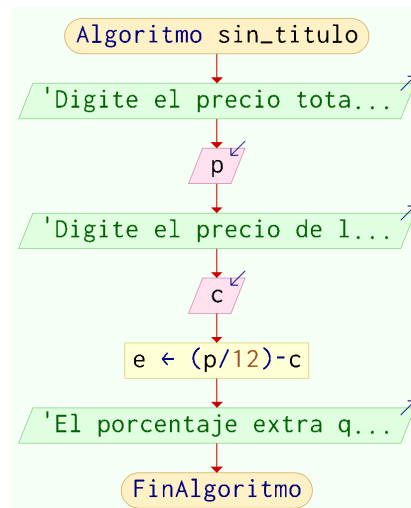 Algoritmo sin_titulo
'Digite el precio tota...
p
'Digite el precio de l...
c
e ← (p/12)-c
'El porcentaje extra q...
FinAlgoritmo